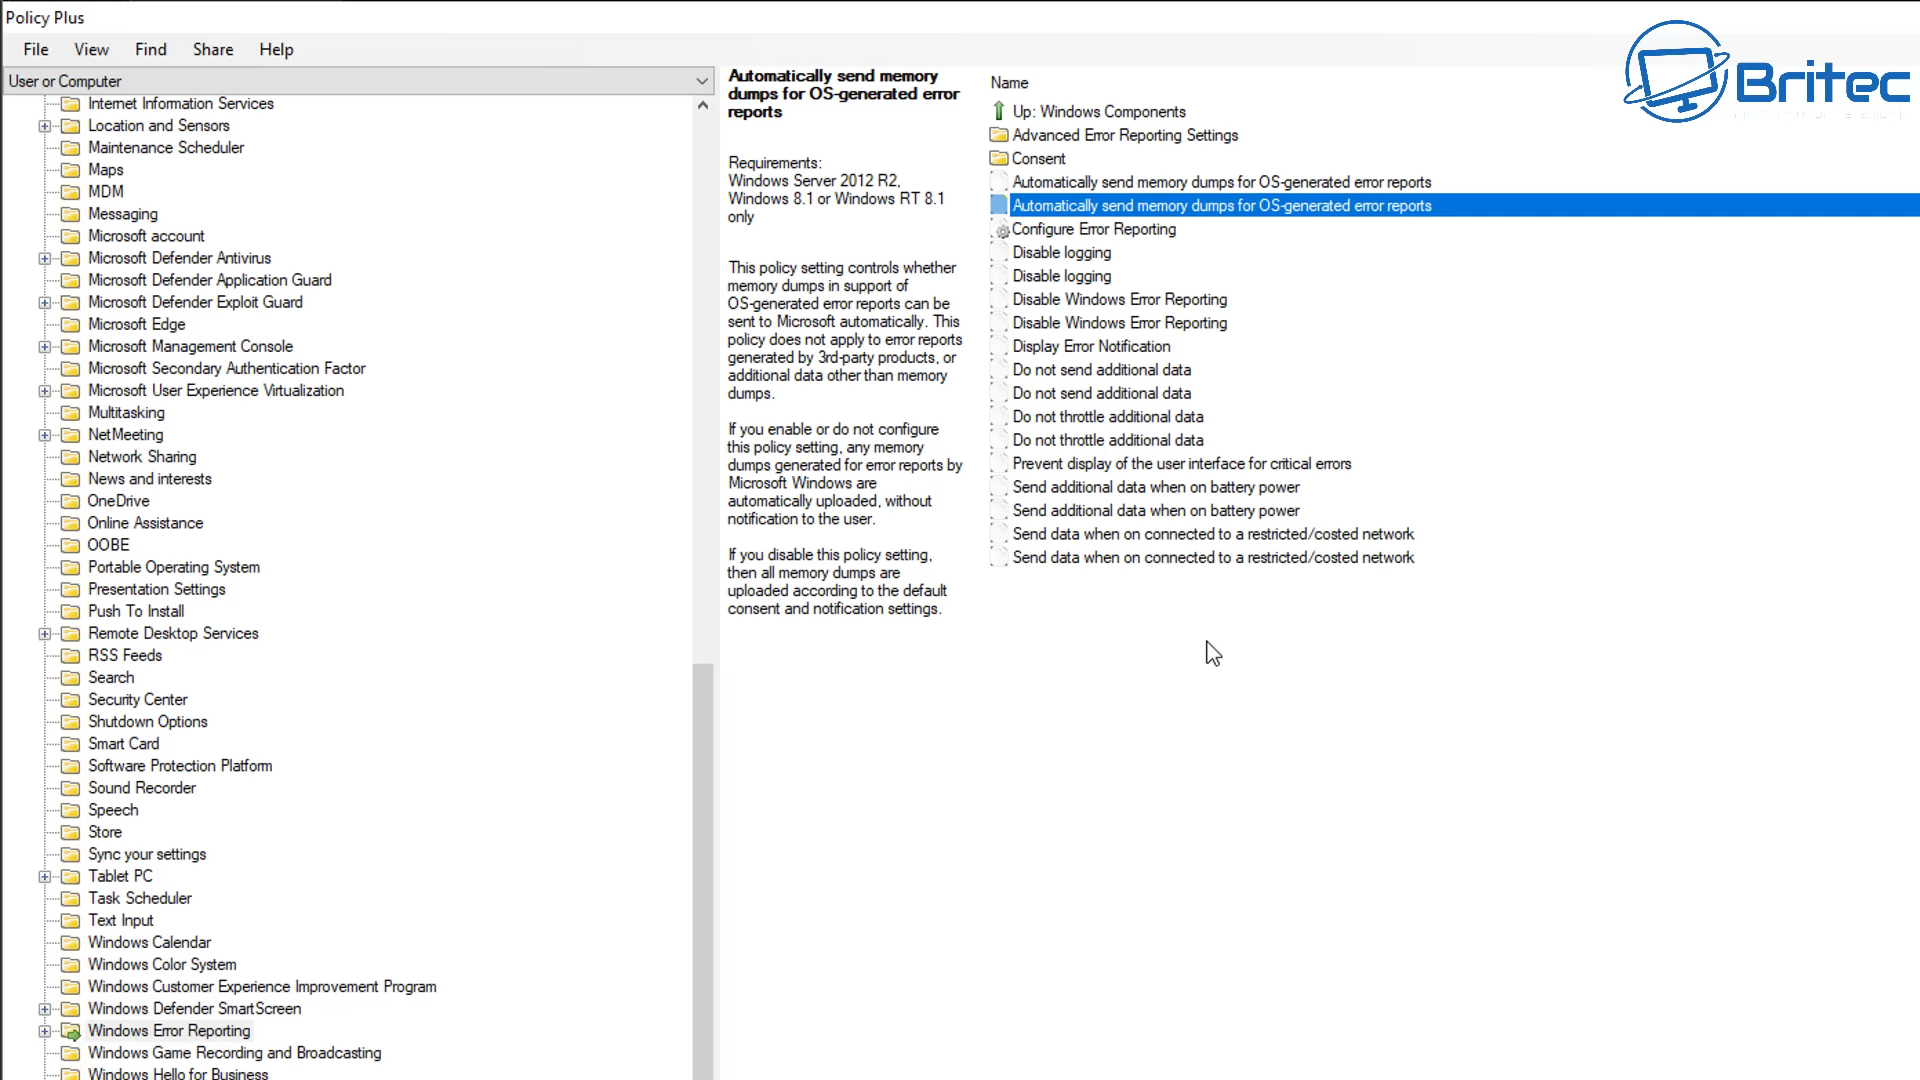 Policy Plus
File View Find Share Help
User or Computer
Internet Information Services
Location and Sensors
Maintenance Scheduler
Maps
MDM
Messaging
Microsoft account
Microsoft Defender Antivirus
Microsoft Defender Application Guard
Microsoft Defender Exploit Guard
Microsoft Edge
Microsoft Management Console
Microsoft Secondary Authentication Factor
Microsoft User Experience Virtualization
Multitasking
NetMeeting
Network Sharing
News and interests
OneDrive
Online Assistance
OOBE
Portable Operating System
Presentation Settings
Push To Install
Remote Desktop Services
RSS Feeds
Search
Security Center
Shutdown Options
Smart Card
Software Protection Platform
Sound Recorder
Speech
Store
Sync your settings
Tablet PC
Task Scheduler
Text Input
Windows Calendar
Windows Color System
Windows Customer Experience Improvement Program
Windows Defender SmartScreen
Windows Error Reporting
Windows Game Recording and Broadcasting
Windows Hello for Business
Automatically send memory
dumps for OS-generated error
reports
Requirements:
Windows Server 2012 R2,
Windows 8.1 or Windows RT 8.1
only
This policy setting controls whether
memory dumps in support of
OS-generated error reports can be
sent to Microsoft automatically. This
policy does not apply to error reports
generated by 3rd-party products, or
additional data other than memory
dumps.
If you enable or do not configure
this policy setting, any memory
dumps generated for error reports by
Microsoft Windows are
automatically uploaded, without
notification to the user.
If you disable this policy setting,
then all memory dumps are
uploaded according to the default
consent and notification settings.
Name
Up: Windows Components
Advanced Error Reporting Settings
Consent
Automatically send memory dumps for OS-generated error reports
Automatically send memory dumps for OS-generated error reports
Configure Error Reporting
Disable logging
Disable logging
Disable Windows Error Reporting
Disable Windows Error Reporting
Display Error Notification
Do not send additional data
Do not send additional data
Do not throttle additional data
Do not throttle additional data
Prevent display of the user interface for critical errors
Send additional data when on battery power
Send additional data when on battery power
Send data when on connected to a restricted/costed network
Send data when on connected to a restricted/costed network
Britec